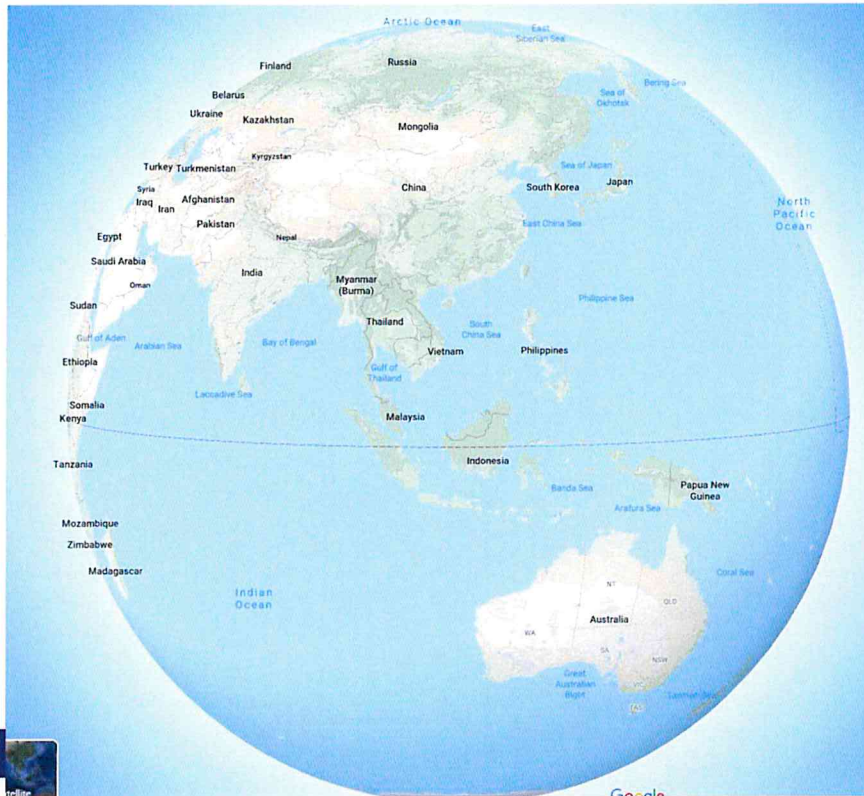 Arctic Ocean
East
Siberian Sea
Finland
Russia
Bering Sea
Belarus
Sea of
Okhotsk
Ukraine
Kazakhstan
Mongolia
Kyrgyzstan
Sea of Japan
Turkey
Turkmenistan
Syria
China
South Korea
Japan
Iraq
Iran
Afghanistan
North
Pacific
Ocean
Pakistan
East China Sea
Egypt
Nepal
Saudi Arabia
India
Oman
Myanmar
(Burma)
Philippine Sea
Sudan
Thailand
South
China Sea
Gulf of Aden
Arabian Sea
Bay of Bengal
Vietnam
Philippines
Ethiopia
Gulf of
Thailand
Laccadive Sea
Somalia
Kenya
Malaysia
Tanzania
Indonesia
Banda Sea
Papua New
Guinea
Arafura Sea
Mozambique
Zimbabwe
Madagascar
Coral Sea
Indian
Ocean
NT
QLD
Australia
WA
SA
NSW
Great
Australian
Bight
VIC
TAS
Tasman Sea
tellite
Google